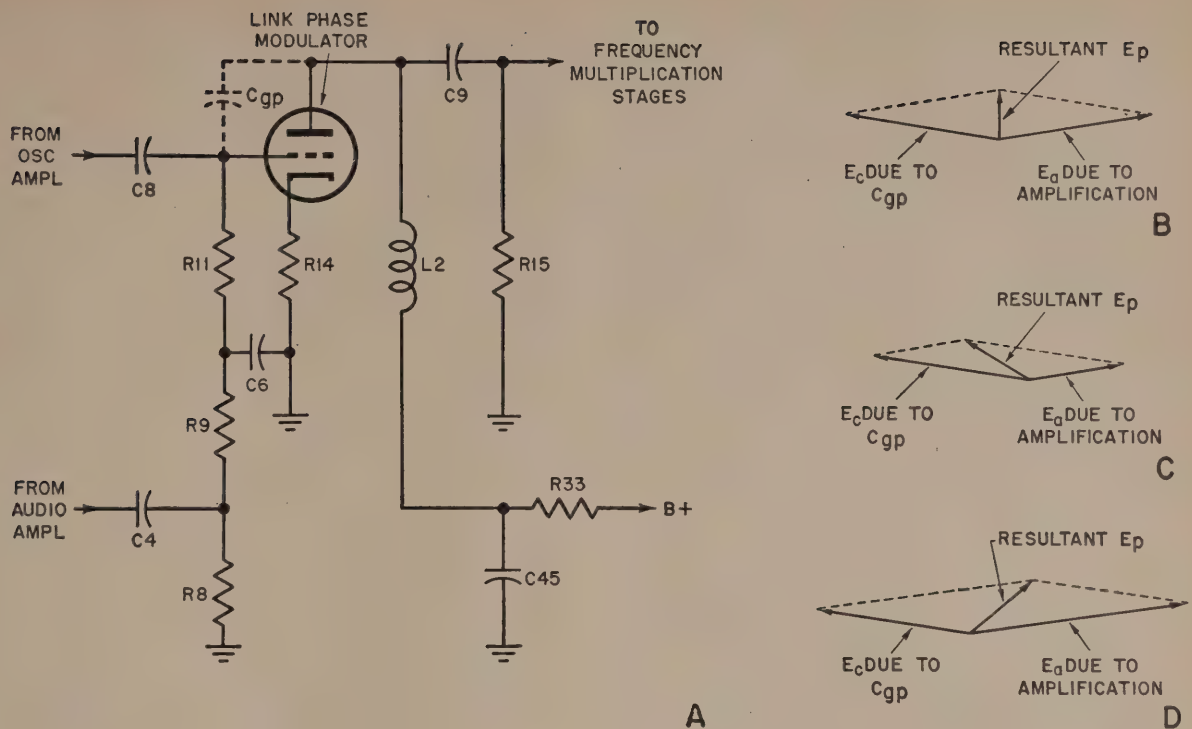 LINK PHASE
MODULATOR
TO
FREQUENCY
MULTIPLICATION
STAGES
Cgp
C9
FROM
OSC
AMPL
C8
R11
R14
L2
R15
C6
R9
FROM
AUDIO
AMPL
C4
R33
B+
R8
C45
A
RESULTANT Ep
Ec DUE TO
Cgp
Ea DUE TO
AMPLIFICATION
B
RESULTANT Ep
Ec DUE TO
Cgp
Ea DUE TO
AMPLIFICATION
C
RESULTANT Ep
Ec DUE TO
Cgp
Ea DUE TO
AMPLIFICATION
D